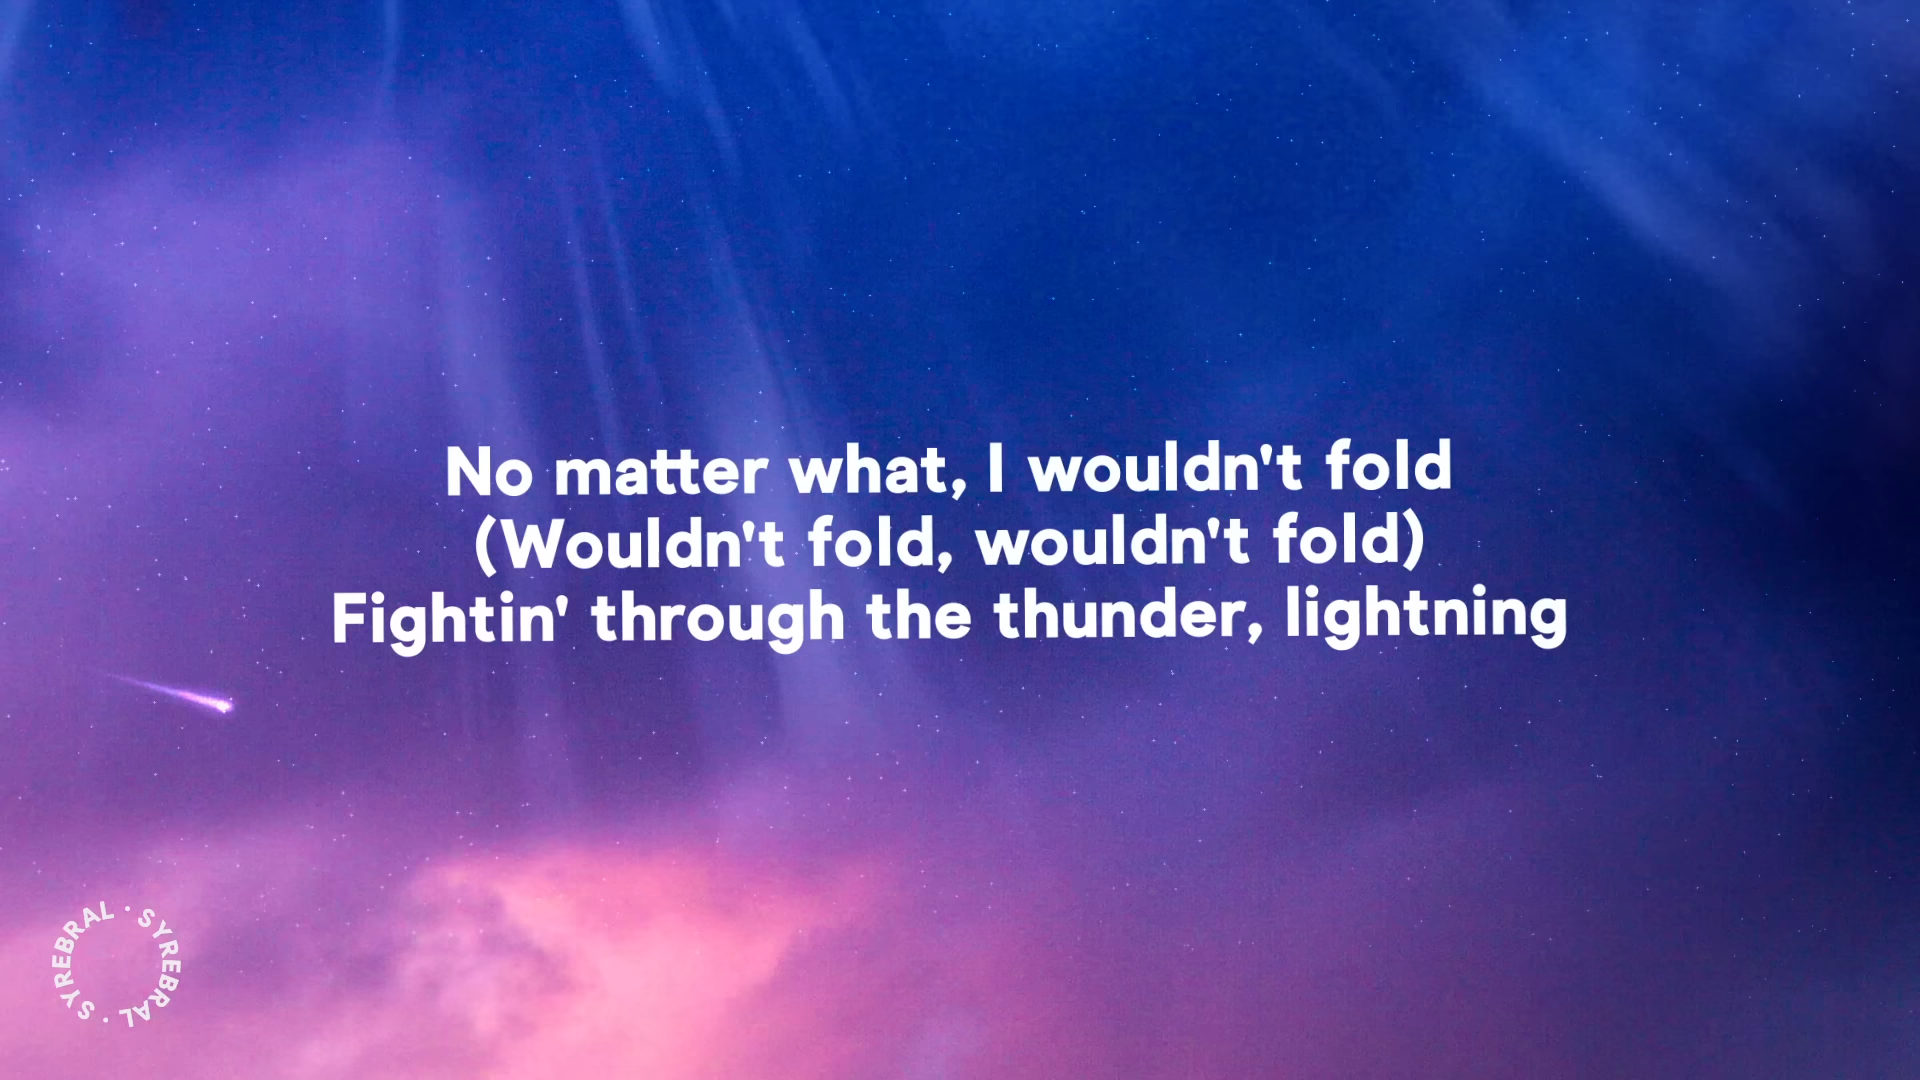 No matter what, I wouldn't fold
(Wouldn't fold, wouldn't fold)
Fightin' through the thunder, lightning
SYREBRAL · SYREBRAL ·